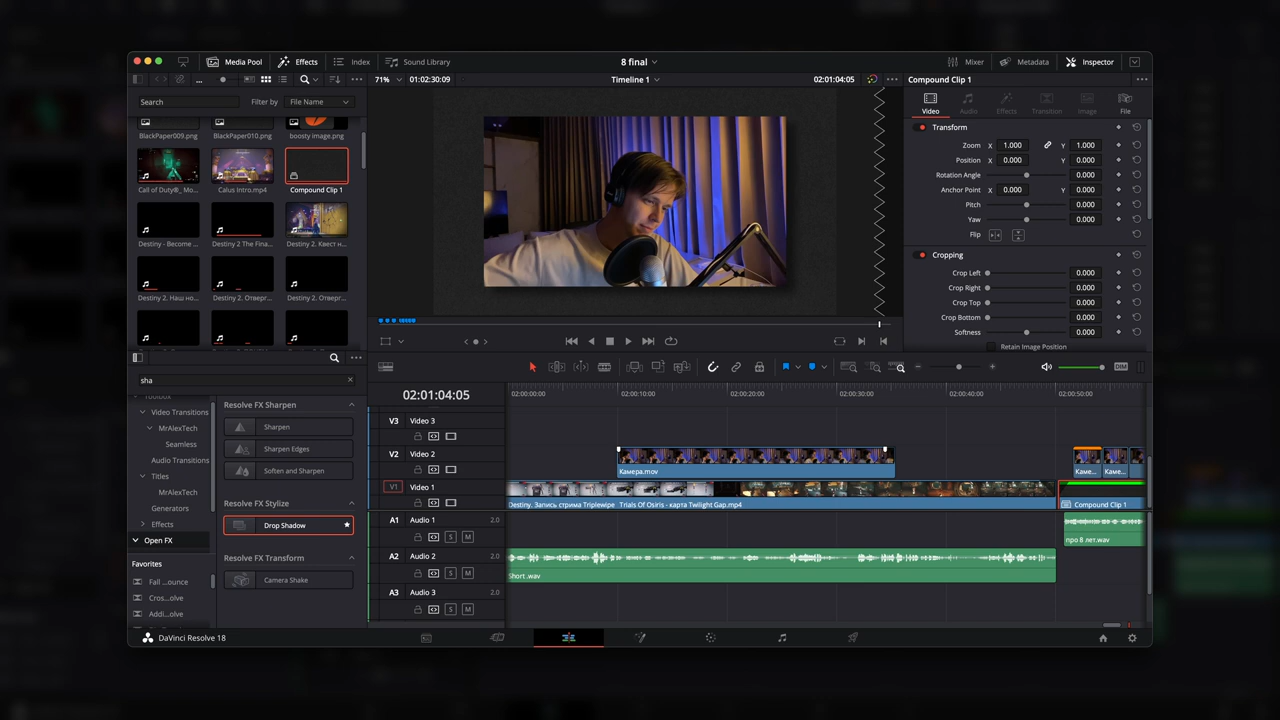 Media Pool
Effects
Index
Sound Library
8 final
Mixer
Metadata
Inspector
71%
01:02:30:09
Timeline 1
02:01:04:05
Compound Clip 1
Search
Filter by
File Name
BlackPaper009.png
BlackPaper010.png
boosty image.png
Call of Duty®_ Mo...
Calus Intro.mp4
Compound Clip 1
Destiny - Become ...
Destiny 2 The Fina...
Destiny 2. Квест н...
Destiny 2. Наш но...
Destiny 2. Отверг...
Destiny 2. Отверг...
Video
Audio
Effects
Transition
Image
File
Transform
Zoom X 1.000 Y 1.000
Position X 0.000 Y 0.000
Rotation Angle 0.000
Anchor Point X 0.000 Y 0.000
Pitch 0.000
Yaw 0.000
Flip
Cropping
Crop Left 0.000
Crop Right 0.000
Crop Top 0.000
Crop Bottom 0.000
Softness 0.000
Retain Image Position
sha
Toolbox
Video Transitions
MrAlexTech
Seamless
Audio Transitions
Titles
MrAlexTech
Generators
Effects
Open FX
Favorites
Fall ...ounce
Cros...olve
Addi...olve
Resolve FX Sharpen
Sharpen
Sharpen Edges
Soften and Sharpen
Resolve FX Stylize
Drop Shadow
Resolve FX Transform
Camera Shake
DIM
02:01:04:05
02:00:00:00
02:00:10:00
02:00:20:00
02:00:30:00
02:00:40:00
02:00:50:00
V3 Video 3
V2 Video 2
V1 Video 1
A1 Audio 1 2.0
S M
A2 Audio 2 2.0
S M
A3 Audio 3 2.0
S M
Камера.mov
Каме...
Каме...
Destiny. Запись стрима Triplewipe Trials Of Osiris - карта Twilight Gap.mp4
Compound Clip 1
про 8 лет.wav
Short .wav
DaVinci Resolve 18